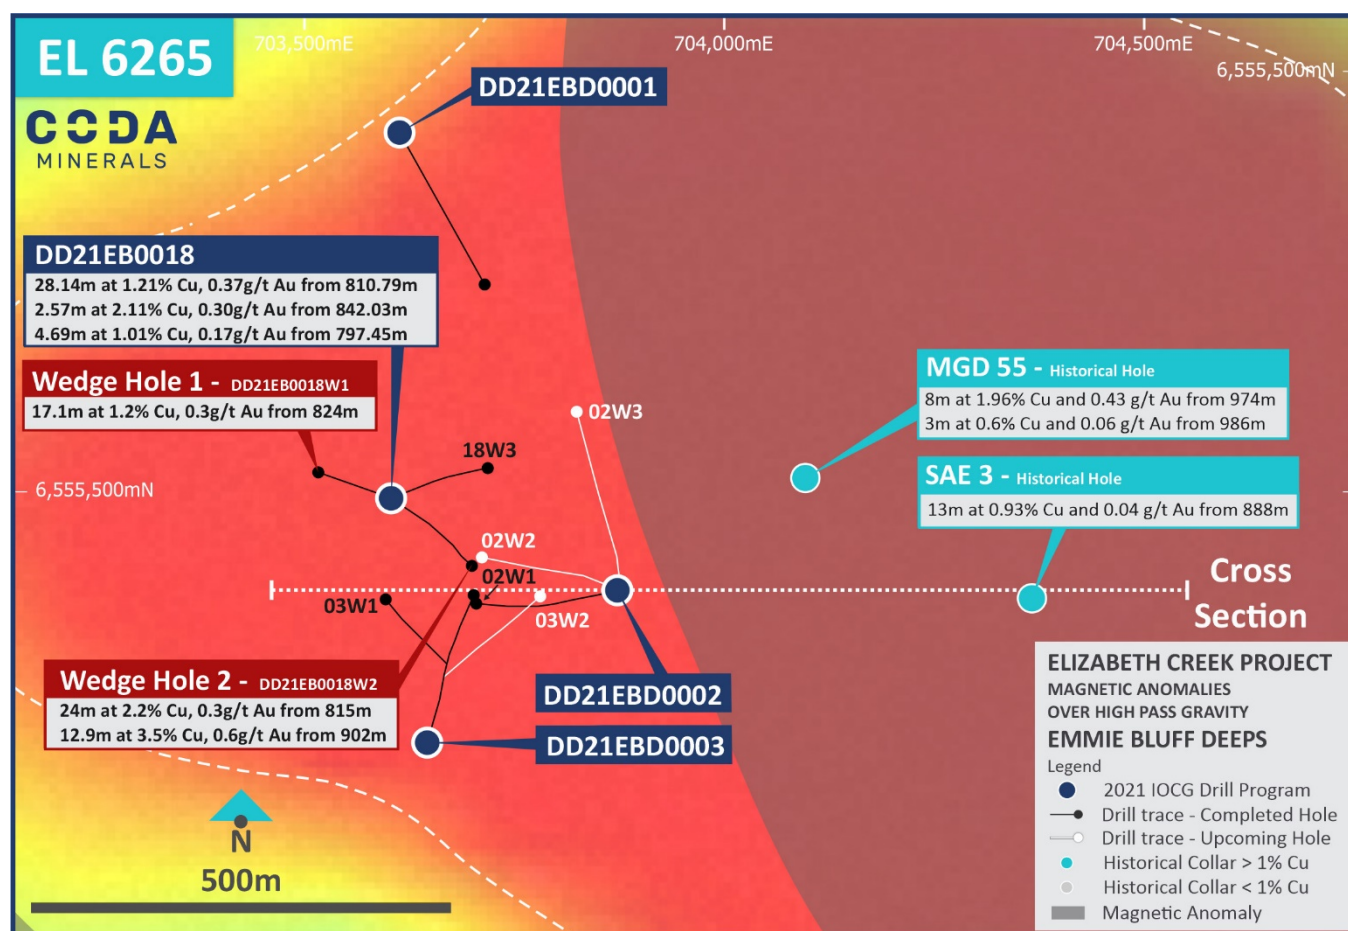 EL 6265
703,500mE
704,000mE
704,500mE
6,555,500mN
CODA
MINERALS
DD21EBD0001
DD21EB0018
28.14m at 1.21% Cu, 0.37g/t Au from 810.79m
2.57m at 2.11% Cu, 0.30g/t Au from 842.03m
4.69m at 1.01% Cu, 0.17g/t Au from 797.45m
Wedge Hole 1 - DD21EB0018W1
17.1m at 1.2% Cu, 0.3g/t Au from 824m
MGD 55 - Historical Hole
8m at 1.96% Cu and 0.43 g/t Au from 974m
3m at 0.6% Cu and 0.06 g/t Au from 986m
02W3
18W3
SAE 3 - Historical Hole
13m at 0.93% Cu and 0.04 g/t Au from 888m
6,555,500mN
02W2
02W1
03W1
03W2
Cross
Section
Wedge Hole 2 - DD21EB0018W2
24m at 2.2% Cu, 0.3g/t Au from 815m
12.9m at 3.5% Cu, 0.6g/t Au from 902m
DD21EBD0002
DD21EBD0003
N
500m
ELIZABETH CREEK PROJECT
MAGNETIC ANOMALIES
OVER HIGH PASS GRAVITY
EMMIE BLUFF DEEPS
Legend
2021 IOCG Drill Program
Drill trace - Completed Hole
Drill trace - Upcoming Hole
Historical Collar > 1% Cu
Historical Collar < 1% Cu
Magnetic Anomaly